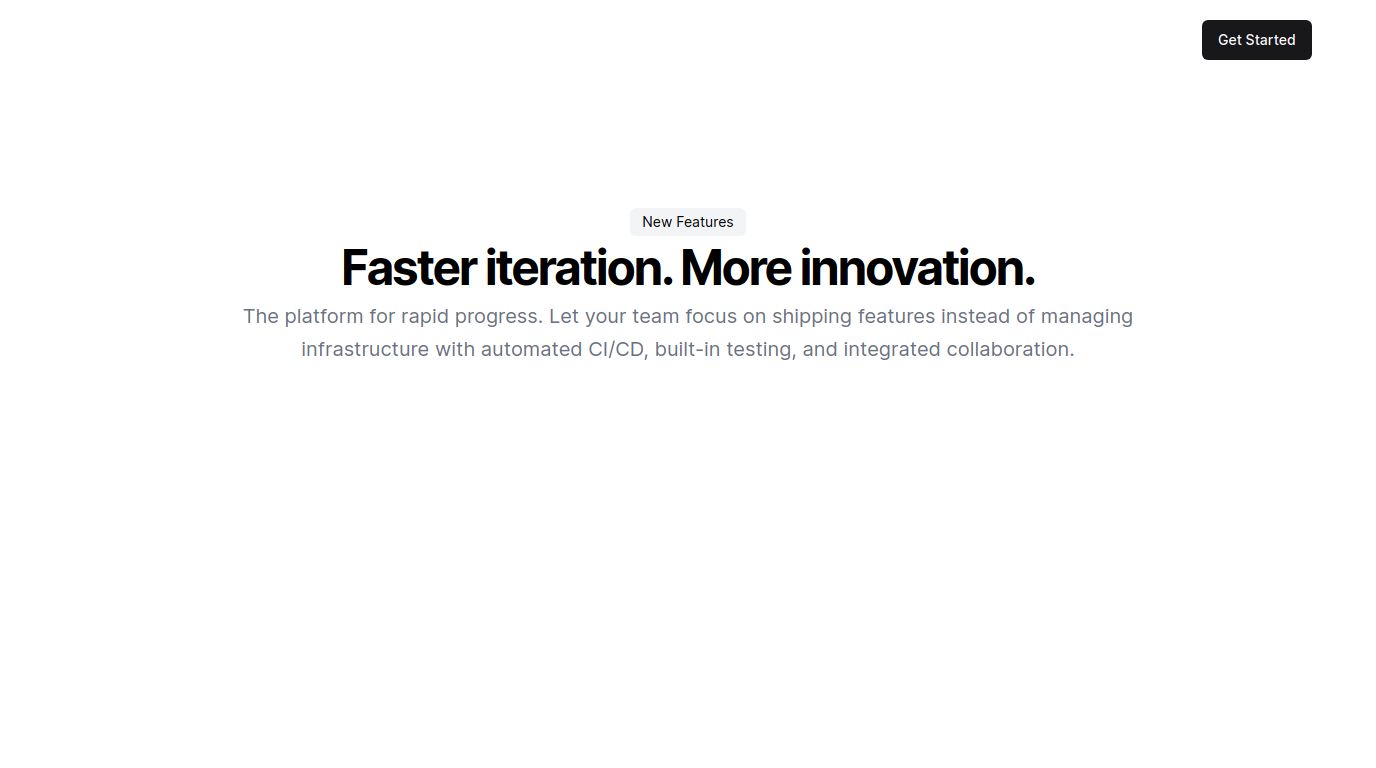 Get Started
New Features
Faster iteration. More innovation.
The platform for rapid progress. Let your team focus on shipping features instead of managing
infrastructure with automated CI/CD, built-in testing, and integrated collaboration.